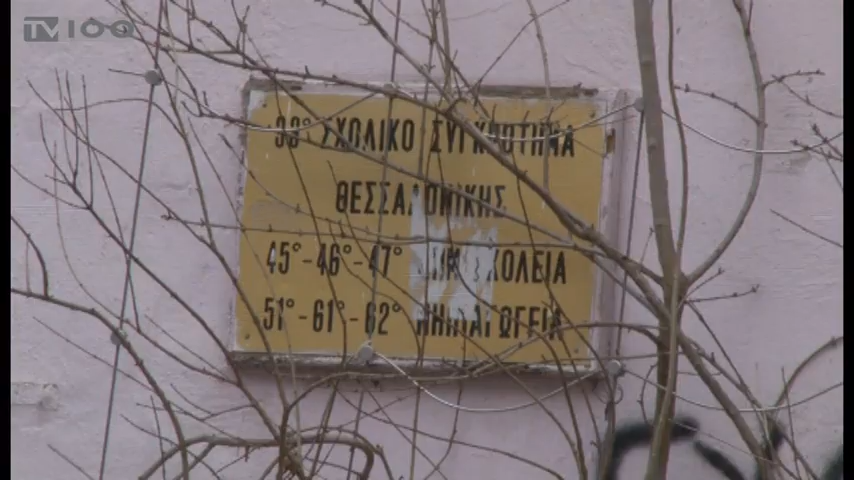 TV100
ΣΧΟΛΙΚΟ ΣΥΓΚΡΟΤΗΜΑ
ΘΕΣΣΑΛΟΝΙΚΗΣ
45° - 46° - 47° ΔΗΜ. ΣΧΟΛΕΙΑ
51° - 61° - 62° ΝΗΠΙΑΓΩΓΕΙΑ